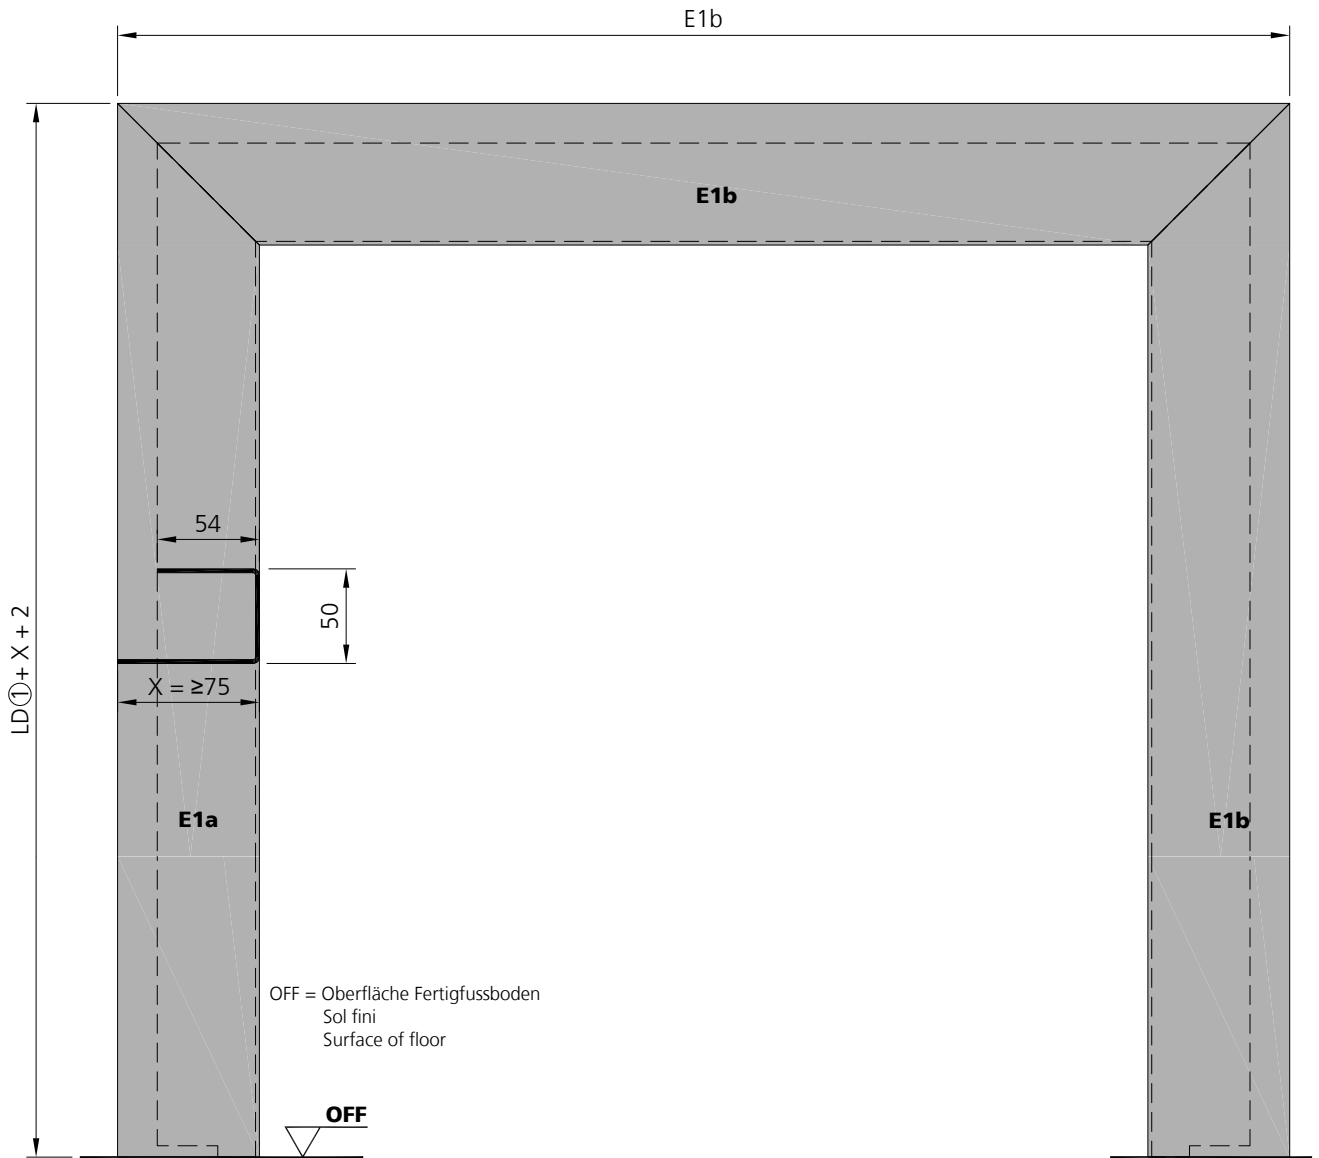 E1b
E1b
54
50
LD①+ X + 2
X = ≥75
E1a
E1b
OFF = Oberfläche Fertigfussboden
Sol fini
Surface of floor
OFF